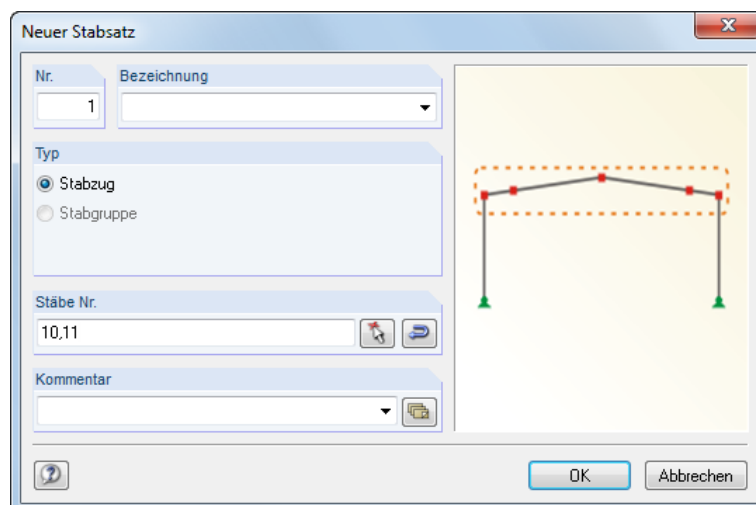 Neuer Stabsatz
Nr.
Bezeichnung
1
Typ
Stabzug
Stabgruppe
Stäbe Nr.
10,11
Kommentar
OK
Abbrechen